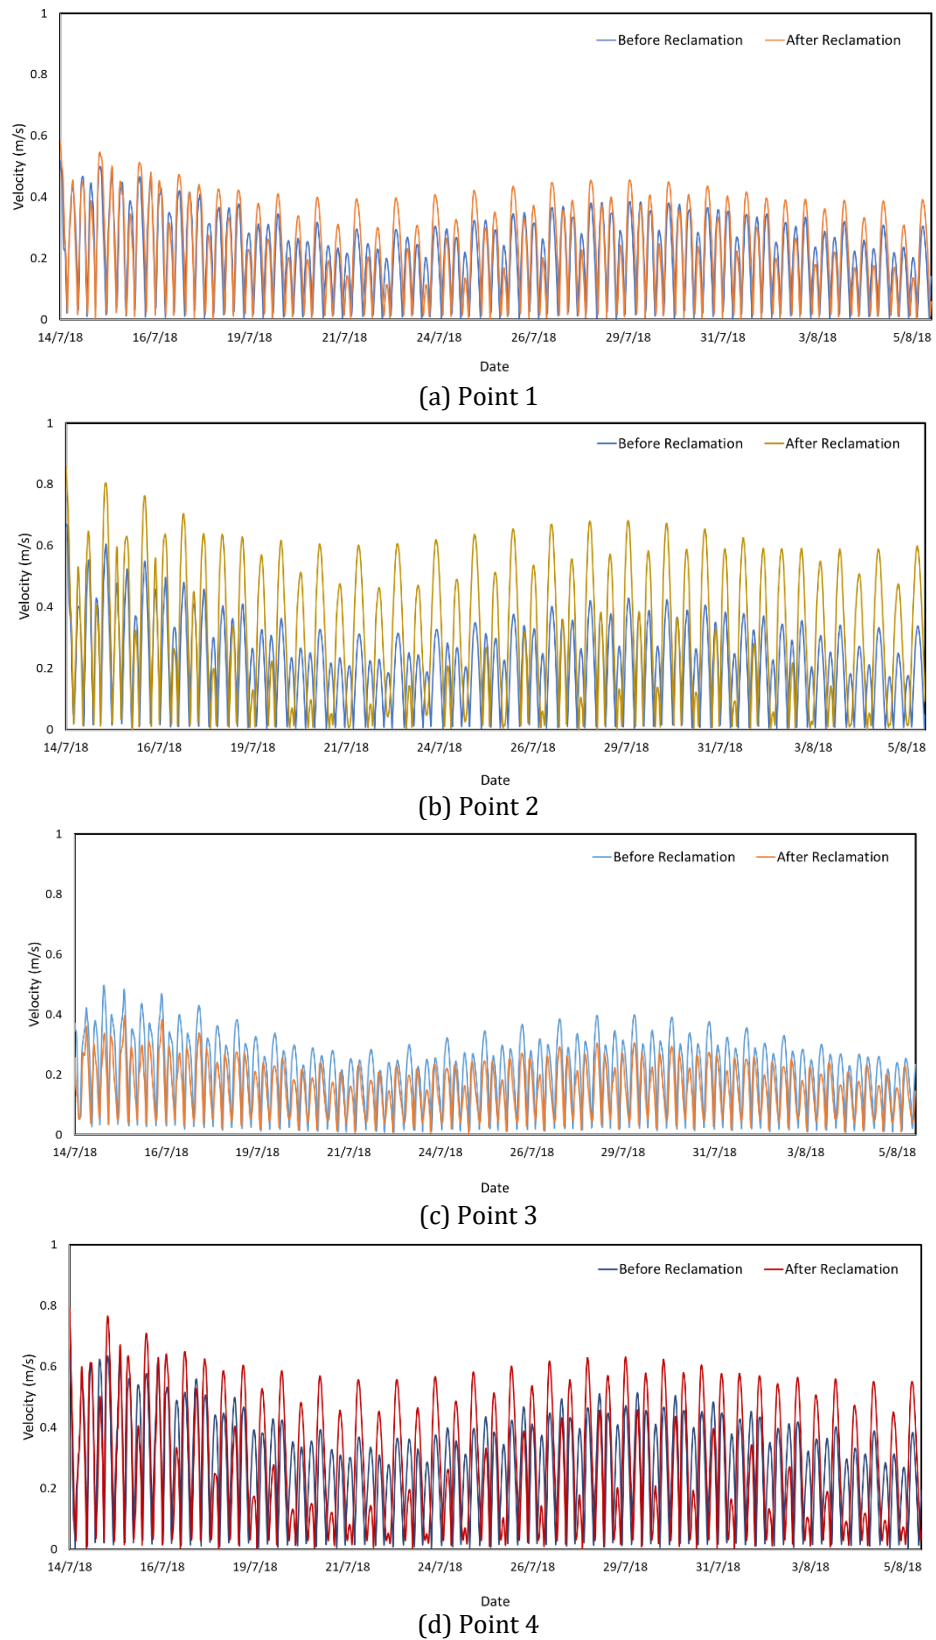 1
Before Reclamation After Reclamation
0.8
0.6
Velocity (m/s)
0.4
0.2
0
14/7/18 16/7/18 19/7/18 21/7/18 24/7/18 26/7/18 29/7/18 31/7/18 3/8/18 5/8/18
Date
(a) Point 1
1
Before Reclamation After Reclamation
0.8
0.6
Velocity (m/s)
0.4
0.2
0
14/7/18 16/7/18 19/7/18 21/7/18 24/7/18 26/7/18 29/7/18 31/7/18 3/8/18 5/8/18
Date
(b) Point 2
1
Before Reclamation After Reclamation
0.8
0.6
Velocity (m/s)
0.4
0.2
0
14/7/18 16/7/18 19/7/18 21/7/18 24/7/18 26/7/18 29/7/18 31/7/18 3/8/18 5/8/18
Date
(c) Point 3
1
Before Reclamation After Reclamation
0.8
0.6
Velocity (m/s)
0.4
0.2
0
14/7/18 16/7/18 19/7/18 21/7/18 24/7/18 26/7/18 29/7/18 31/7/18 3/8/18 5/8/18
Date
(d) Point 4